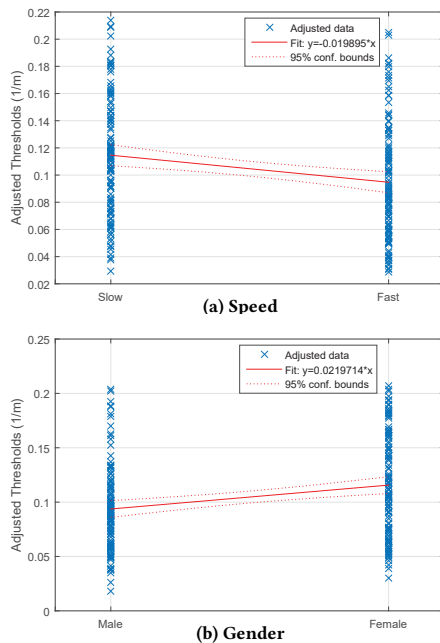 0.22
0.2
0.18
0.16
0.14
0.12
0.1
0.08
0.06
0.04
0.02
Adjusted Thresholds (1/m)
Adjusted data
Fit: y=-0.019895*x
95% conf. bounds
Slow
Fast
(a) Speed
0.25
0.2
0.15
0.1
0.05
0
Adjusted Thresholds (1/m)
Adjusted data
Fit: y=0.0219714*x
95% conf. bounds
Male
Female
(b) Gender